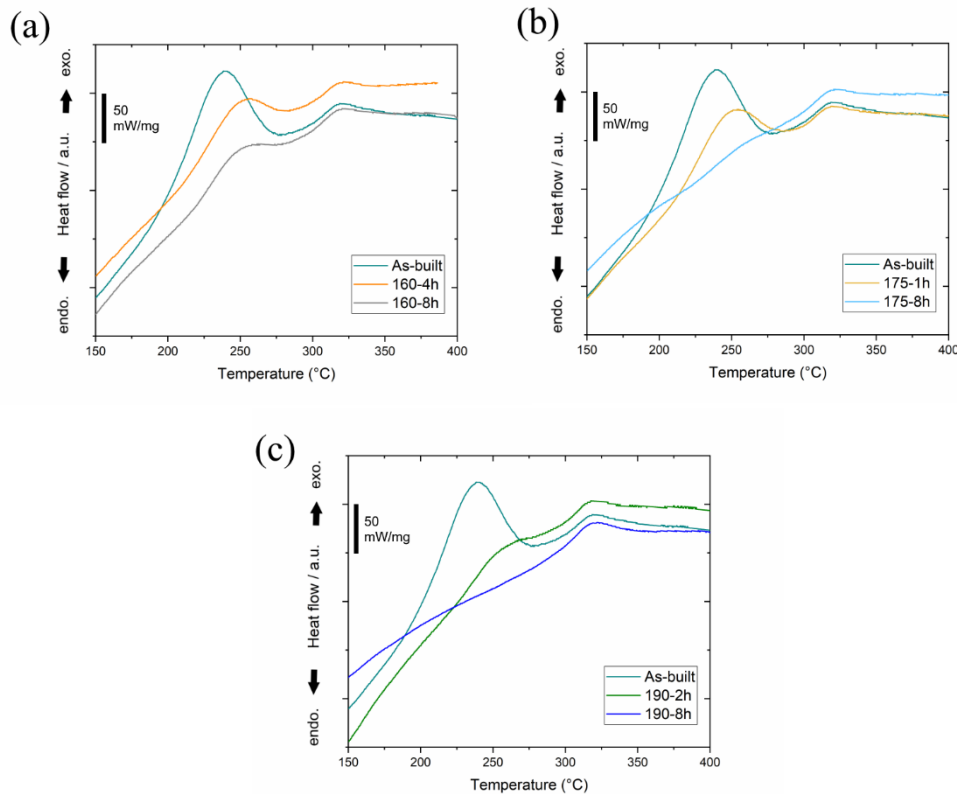 (a)
exo.
Heat flow / a.u.
endo.
50
mW/mg
As-built
160-4h
160-8h
150 200 250 300 350 400
Temperature (°C)
(b)
exo.
Heat flow / a.u.
endo.
50
mW/mg
As-built
175-1h
175-8h
150 200 250 300 350 400
Temperature (°C)
(c)
exo.
Heat flow / a.u.
endo.
50
mW/mg
As-built
190-2h
190-8h
150 200 250 300 350 400
Temperature (°C)